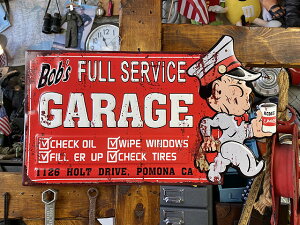 Bob's FULL SERVICE
GARAGE
CHECK OIL WIPE WINDOWS
FILL ER UP CHECK TIRES
1126 HOLT DRIVE, POMONA CA